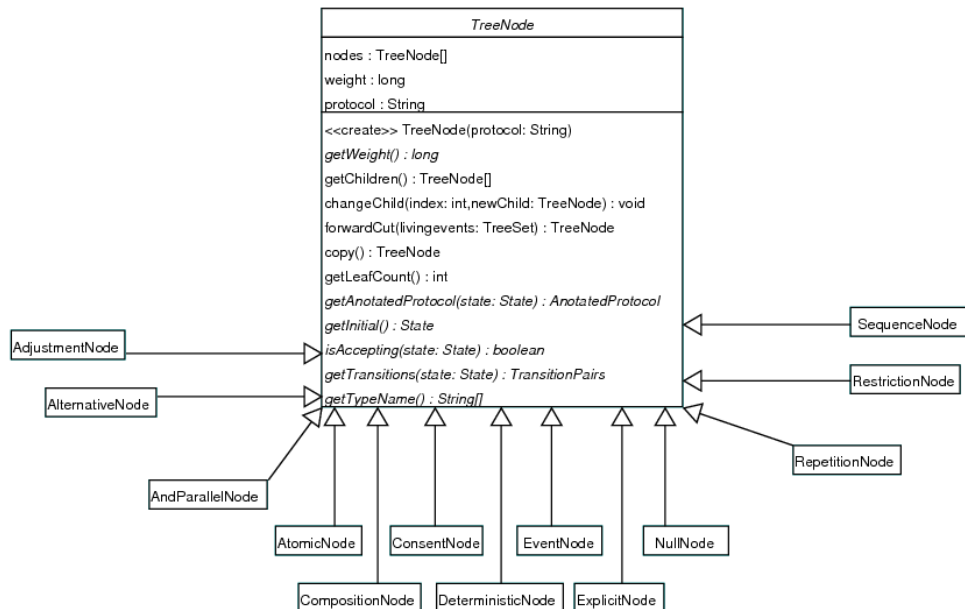 TreeNode
nodes : TreeNode[]
weight : long
protocol : String
<<create>> TreeNode(protocol: String)
getWeight() : long
getChildren() : TreeNode[]
changeChild(index: int,newChild: TreeNode) : void
forwardCut(livingevents: TreeSet) : TreeNode
copy() : TreeNode
getLeafCount() : int
getAnotatedProtocol(state: State) : AnotatedProtocol
getInitial() : State
isAccepting(state: State) : boolean
getTransitions(state: State) : TransitionPairs
getTypeName() : String[]
SequenceNode
AdjustmentNode
RestrictionNode
AlternativeNode
RepetitionNode
AndParallelNode
AtomicNode
ConsentNode
EventNode
NullNode
CompositionNode
DeterministicNode
ExplicitNode